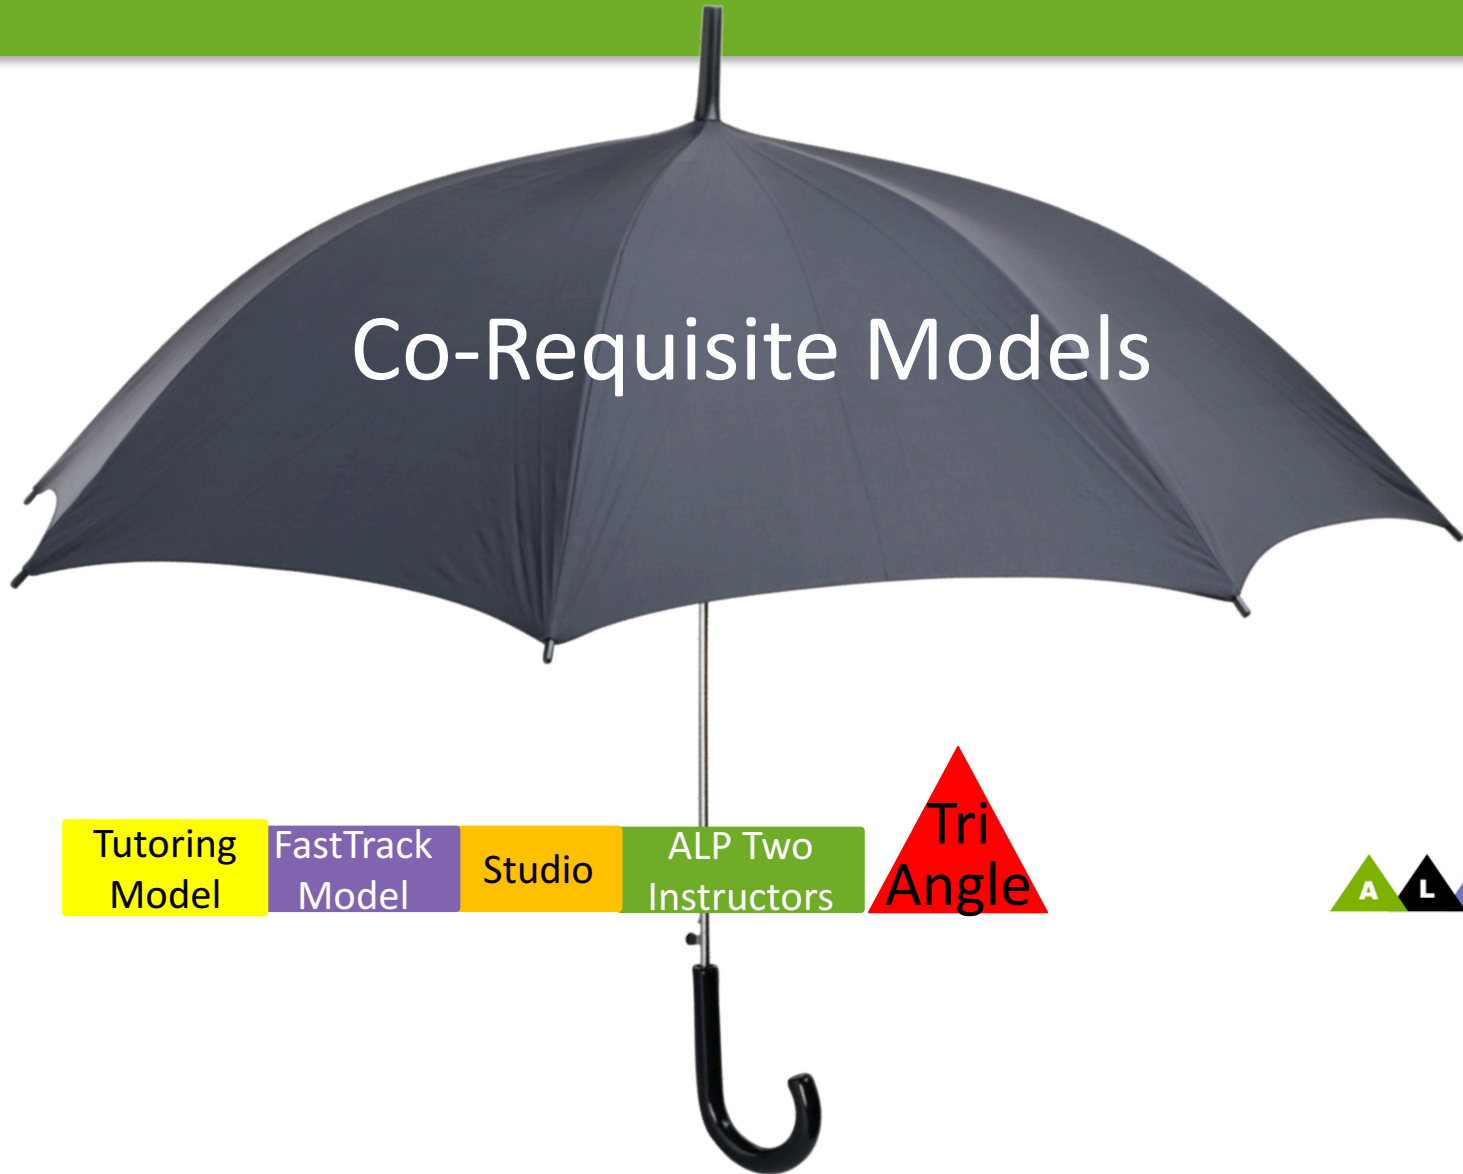 Co-Requisite Models
Tutoring
Model
FastTrack
Model
Studio
ALP Two
Instructors
Tri
Angle
A L